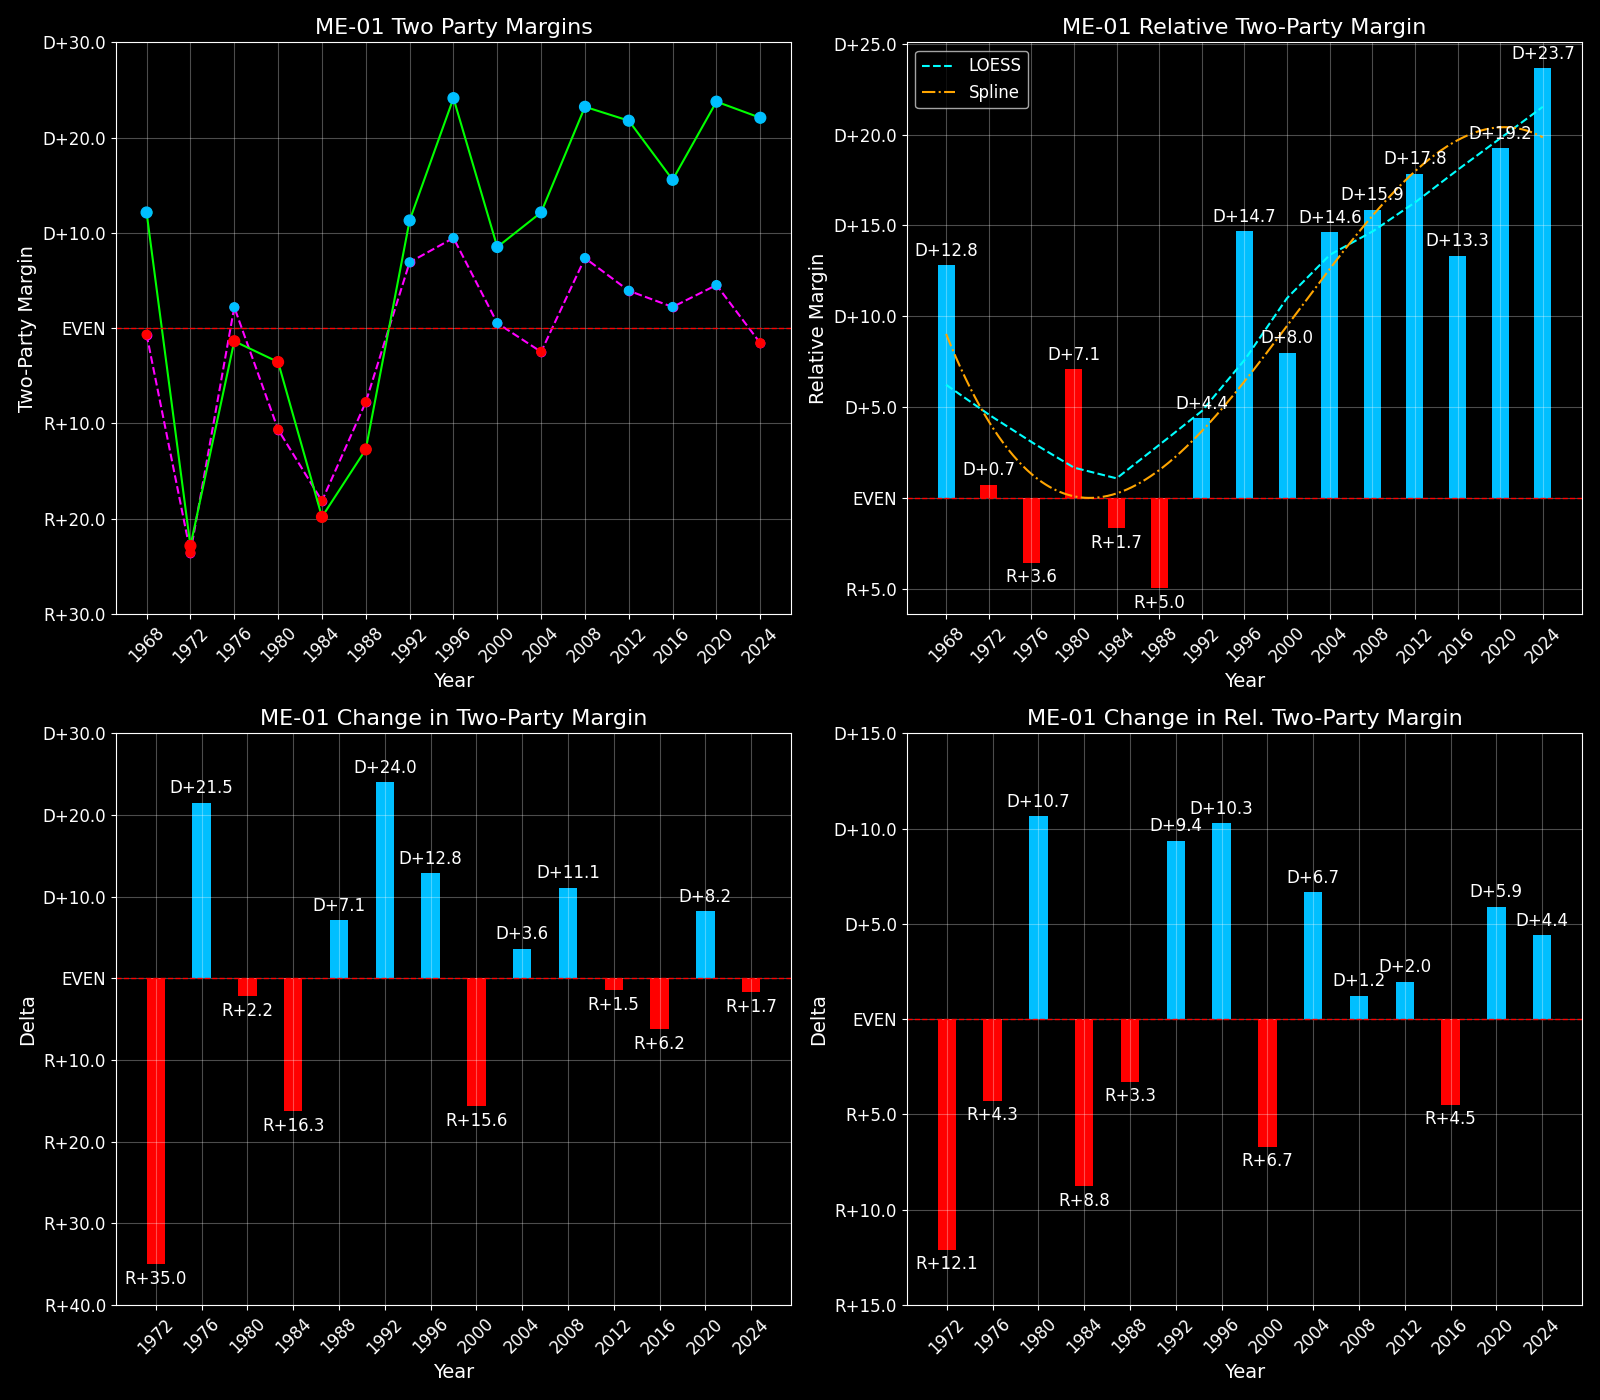 ME-01 Two Party Margins
D+30.0
D+20.0
D+10.0
EVEN
R+10.0
R+20.0
R+30.0
Two-Party Margin
1968 1972 1976 1980 1984 1988 1992 1996 2000 2004 2008 2012 2016 2020 2024
Year
ME-01 Relative Two-Party Margin
LOESS
Spline
D+25.0
D+20.0
D+15.0
D+10.0
D+5.0
EVEN
R+5.0
Relative Margin
D+12.8
D+0.7
R+3.6
D+7.1
R+1.7
R+5.0
D+4.4
D+14.7
D+8.0
D+14.6
D+15.9
D+17.8
D+13.3
D+19.2
D+23.7
1968 1972 1976 1980 1984 1988 1992 1996 2000 2004 2008 2012 2016 2020 2024
Year
ME-01 Change in Two-Party Margin
D+30.0
D+20.0
D+10.0
EVEN
R+10.0
R+20.0
R+30.0
R+40.0
Delta
R+35.0
D+21.5
R+2.2
R+16.3
D+7.1
D+24.0
D+12.8
R+15.6
D+3.6
D+11.1
R+1.5
R+6.2
D+8.2
R+1.7
1972 1976 1980 1984 1988 1992 1996 2000 2004 2008 2012 2016 2020 2024
Year
ME-01 Change in Rel. Two-Party Margin
D+15.0
D+10.0
D+5.0
EVEN
R+5.0
R+10.0
R+15.0
Delta
R+12.1
R+4.3
D+10.7
R+8.8
R+3.3
D+9.4
D+10.3
R+6.7
D+6.7
D+1.2
D+2.0
R+4.5
D+5.9
D+4.4
1972 1976 1980 1984 1988 1992 1996 2000 2004 2008 2012 2016 2020 2024
Year